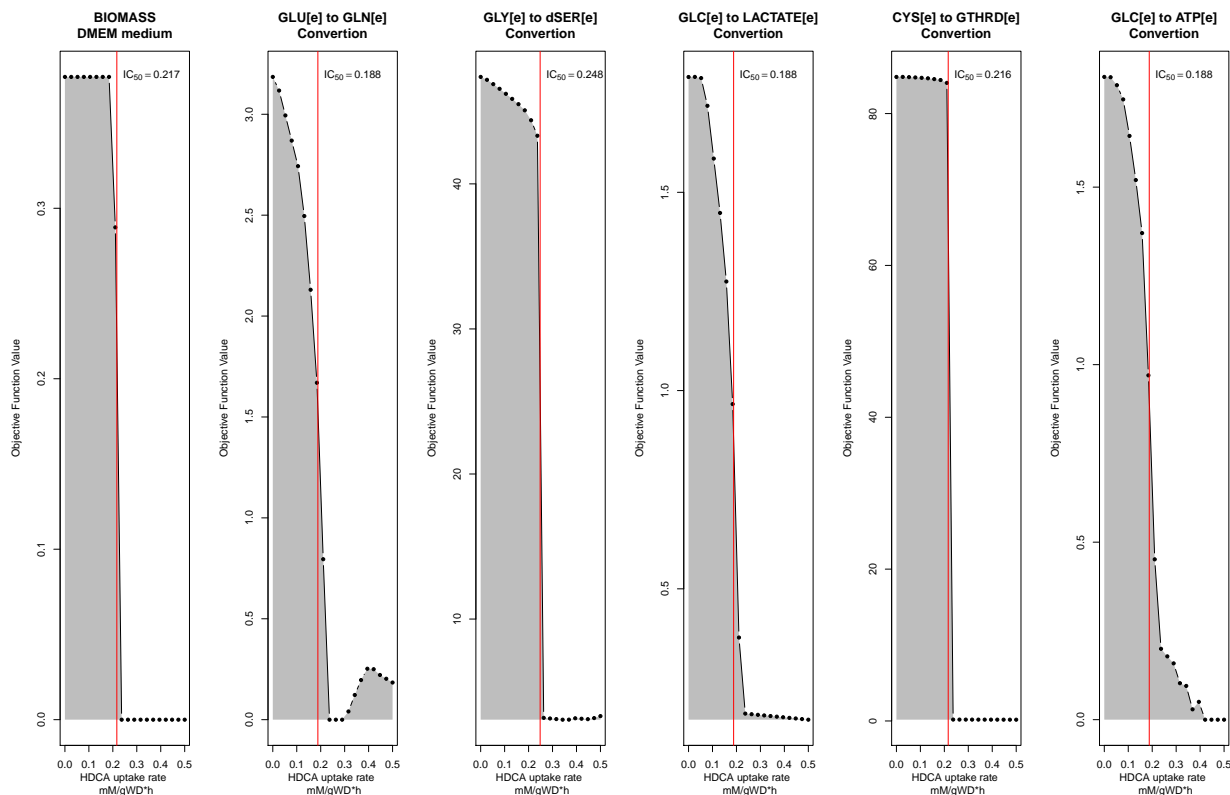 BIOMASS
DMEM medium
IC50 = 0.217
Objective Function Value
0.0
0.1
0.2
0.3
0.0 0.1 0.2 0.3 0.4 0.5
HDCA uptake rate
mM/gWD*h
GLU[e] to GLN[e]
Convertion
IC50 = 0.188
Objective Function Value
0.0
0.5
1.0
1.5
2.0
2.5
3.0
0.0 0.1 0.2 0.3 0.4 0.5
HDCA uptake rate
mM/gWD*h
GLY[e] to dSER[e]
Convertion
IC50 = 0.248
Objective Function Value
10
20
30
40
0.0 0.1 0.2 0.3 0.4 0.5
HDCA uptake rate
mM/gWD*h
GLC[e] to LACTATE[e]
Convertion
IC50 = 0.188
Objective Function Value
0.5
1.0
1.5
0.0 0.1 0.2 0.3 0.4 0.5
HDCA uptake rate
mM/gWD*h
CYS[e] to GTHRD[e]
Convertion
IC50 = 0.216
Objective Function Value
0
20
40
60
80
0.0 0.1 0.2 0.3 0.4 0.5
HDCA uptake rate
mM/gWD*h
GLC[e] to ATP[e]
Convertion
IC50 = 0.188
Objective Function Value
0.0
0.5
1.0
1.5
0.0 0.1 0.2 0.3 0.4 0.5
HDCA uptake rate
mM/gWD*h